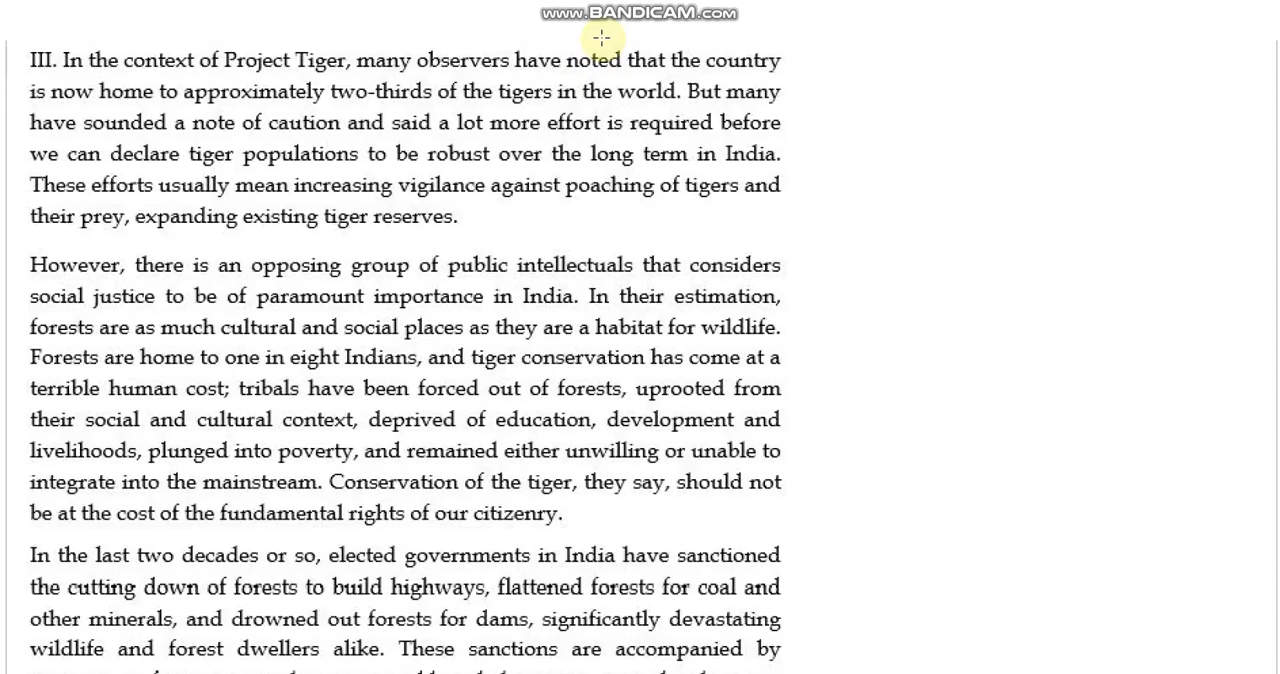 www.BANDICAM.com
III. In the context of Project Tiger, many observers have noted that the country
is now home to approximately two-thirds of the tigers in the world. But many
have sounded a note of caution and said a lot more effort is required before
we can declare tiger populations to be robust over the long term in India.
These efforts usually mean increasing vigilance against poaching of tigers and
their prey, expanding existing tiger reserves.
However, there is an opposing group of public intellectuals that considers
social justice to be of paramount importance in India. In their estimation,
forests are as much cultural and social places as they are a habitat for wildlife.
Forests are home to one in eight Indians, and tiger conservation has come at a
terrible human cost; tribals have been forced out of forests, uprooted from
their social and cultural context, deprived of education, development and
livelihoods, plunged into poverty, and remained either unwilling or unable to
integrate into the mainstream. Conservation of the tiger, they say, should not
be at the cost of the fundamental rights of our citizenry.
In the last two decades or so, elected governments in India have sanctioned
the cutting down of forests to build highways, flattened forests for coal and
other minerals, and drowned out forests for dams, significantly devastating
wildlife and forest dwellers alike. These sanctions are accompanied by